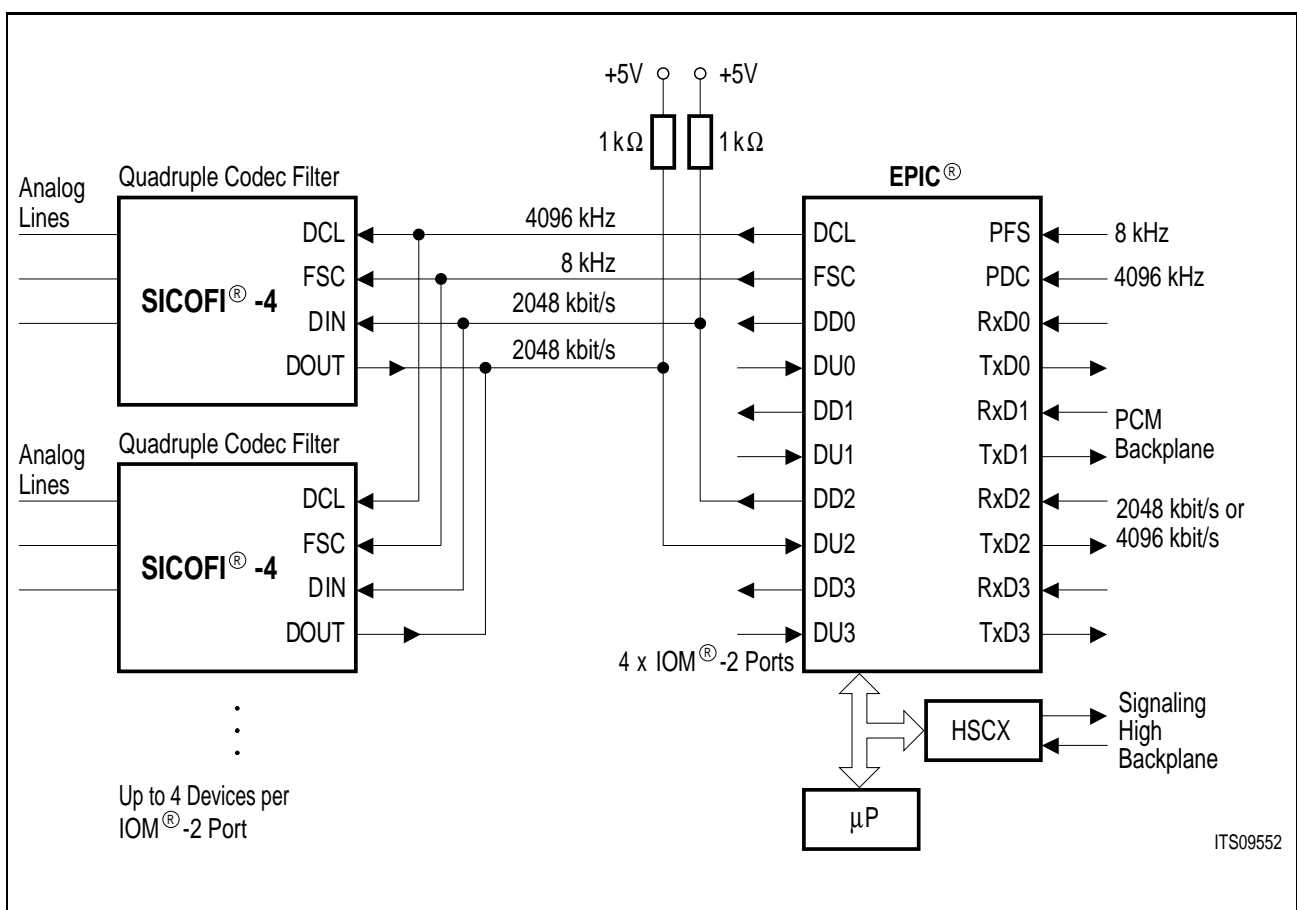 +5V +5V
1 kΩ 1 kΩ
Quadruple Codec Filter
Analog
Lines
SICOFI® -4
DCL
FSC
DIN
DOUT
4096 kHz
8 kHz
2048 kbit/s
2048 kbit/s
EPIC®
DCL PFS
FSC PDC
DD0 RxD0
DU0 TxD0
DD1 RxD1
DU1 TxD1
DD2 RxD2
DU2 TxD2
DD3 RxD3
DU3 TxD3
8 kHz
4096 kHz
PCM
Backplane
2048 kbit/s or
4096 kbit/s
Quadruple Codec Filter
Analog
Lines
SICOFI® -4
DCL
FSC
DIN
DOUT
4 x IOM®-2 Ports
HSCX
Signaling
High
Backplane
µP
Up to 4 Devices per
IOM®-2 Port
ITS09552